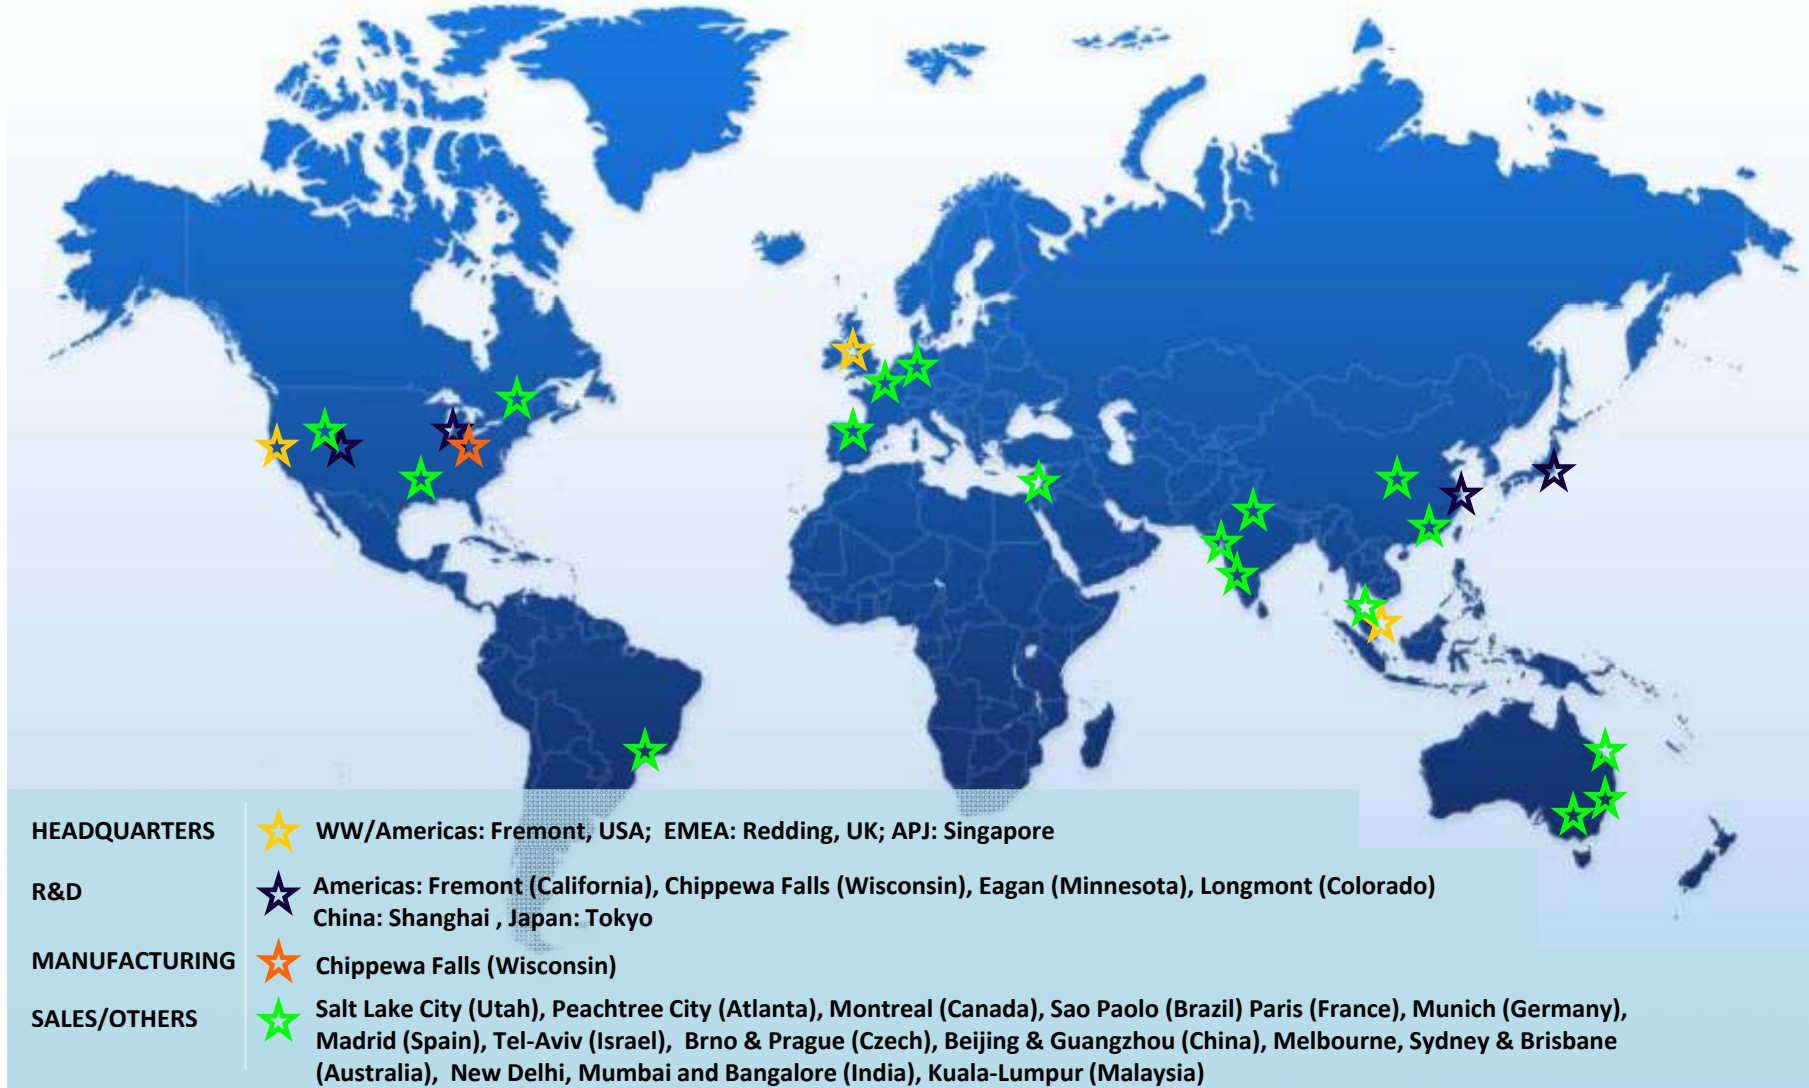 HEADQUARTERS WW/Americas: Fremont, USA; EMEA: Redding, UK; APJ: Singapore
R&D Americas: Fremont (California), Chippewa Falls (Wisconsin), Eagan (Minnesota), Longmont (Colorado)
China: Shanghai , Japan: Tokyo
MANUFACTURING Chippewa Falls (Wisconsin)
SALES/OTHERS Salt Lake City (Utah), Peachtree City (Atlanta), Montreal (Canada), Sao Paolo (Brazil) Paris (France), Munich (Germany),
Madrid (Spain), Tel-Aviv (Israel), Brno & Prague (Czech), Beijing & Guangzhou (China), Melbourne, Sydney & Brisbane
(Australia), New Delhi, Mumbai and Bangalore (India), Kuala-Lumpur (Malaysia)